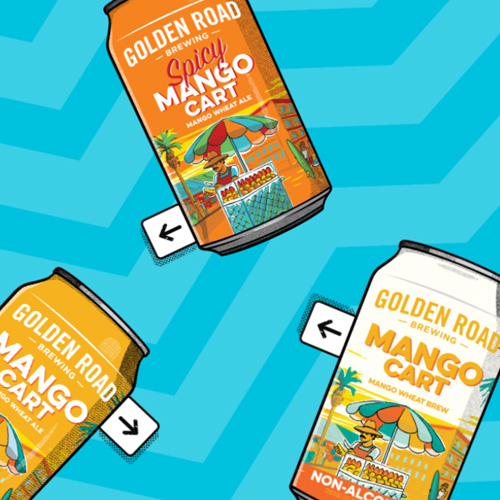 GOLDEN ROAD
BREWING
Spicy
MANGO
CART
MANGO WHEAT ALE
GOLDEN ROAD
BREWING
MANGO
CART
MANGO WHEAT ALE
GOLDEN ROAD
BREWING
MANGO
CART
MANGO WHEAT BREW